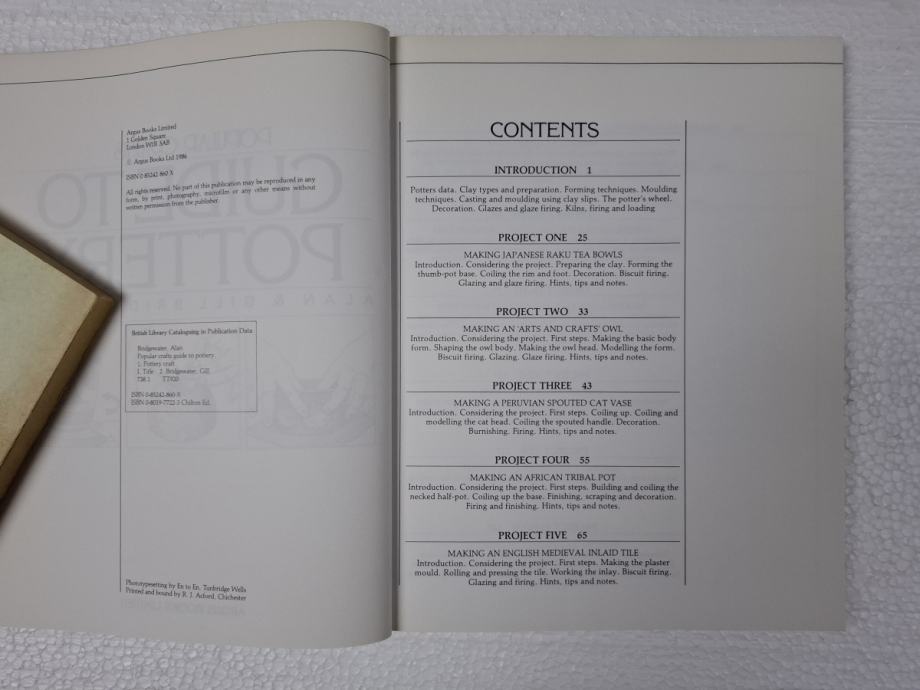 Argus Books Limited
1 Golden Square
London W1R 3AB
© Argus Books Ltd 1986
ISBN 0 85242 860 X
All rights reserved. No part of this publication may be reproduced in any
form, by print, photography, microfilm or any other means without
written permission from the publisher.
British Library Cataloguing in Publication Data
Bridgewater, Alan
Popular crafts guide to pottery.
1. Pottery craft
I. Title 2. Bridgewater, Gill
738.1 TT920
ISBN 0-85242-860-X
ISBN 0-8019-7722-3 Chilton Ed.
Phototypesetting by En to En, Tunbridge Wells
Printed and bound by R. J. Acford, Chichester
CONTENTS
INTRODUCTION 1
Potters data. Clay types and preparation. Forming techniques. Moulding
techniques. Casting and moulding using clay slips. The potter's wheel.
Decoration. Glazes and glaze firing. Kilns, firing and loading
PROJECT ONE 25
MAKING JAPANESE RAKU TEA BOWLS
Introduction. Considering the project. Preparing the clay. Forming the
thumb-pot base. Coiling the rim and foot. Decoration. Biscuit firing.
Glazing and glaze firing. Hints, tips and notes.
PROJECT TWO 33
MAKING AN 'ARTS AND CRAFTS' OWL
Introduction. Considering the project. First steps. Making the basic body
form. Shaping the owl body. Making the owl head. Modelling the form.
Biscuit firing. Glazing. Glaze firing. Hints, tips and notes.
PROJECT THREE 43
MAKING A PERUVIAN SPOUTED CAT VASE
Introduction. Considering the project. First steps. Coiling up. Coiling and
modelling the cat head. Coiling the spouted handle. Decoration.
Burnishing. Firing. Hints, tips and notes.
PROJECT FOUR 55
MAKING AN AFRICAN TRIBAL POT
Introduction. Considering the project. First steps. Building and coiling the
necked half-pot. Coiling up the base. Finishing, scraping and decoration.
Firing and finishing. Hints, tips and notes.
PROJECT FIVE 65
MAKING AN ENGLISH MEDIEVAL INLAID TILE
Introduction. Considering the project. First steps. Making the plaster
mould. Rolling and pressing the tile. Working the inlay. Biscuit firing.
Glazing and firing. Hints, tips and notes.